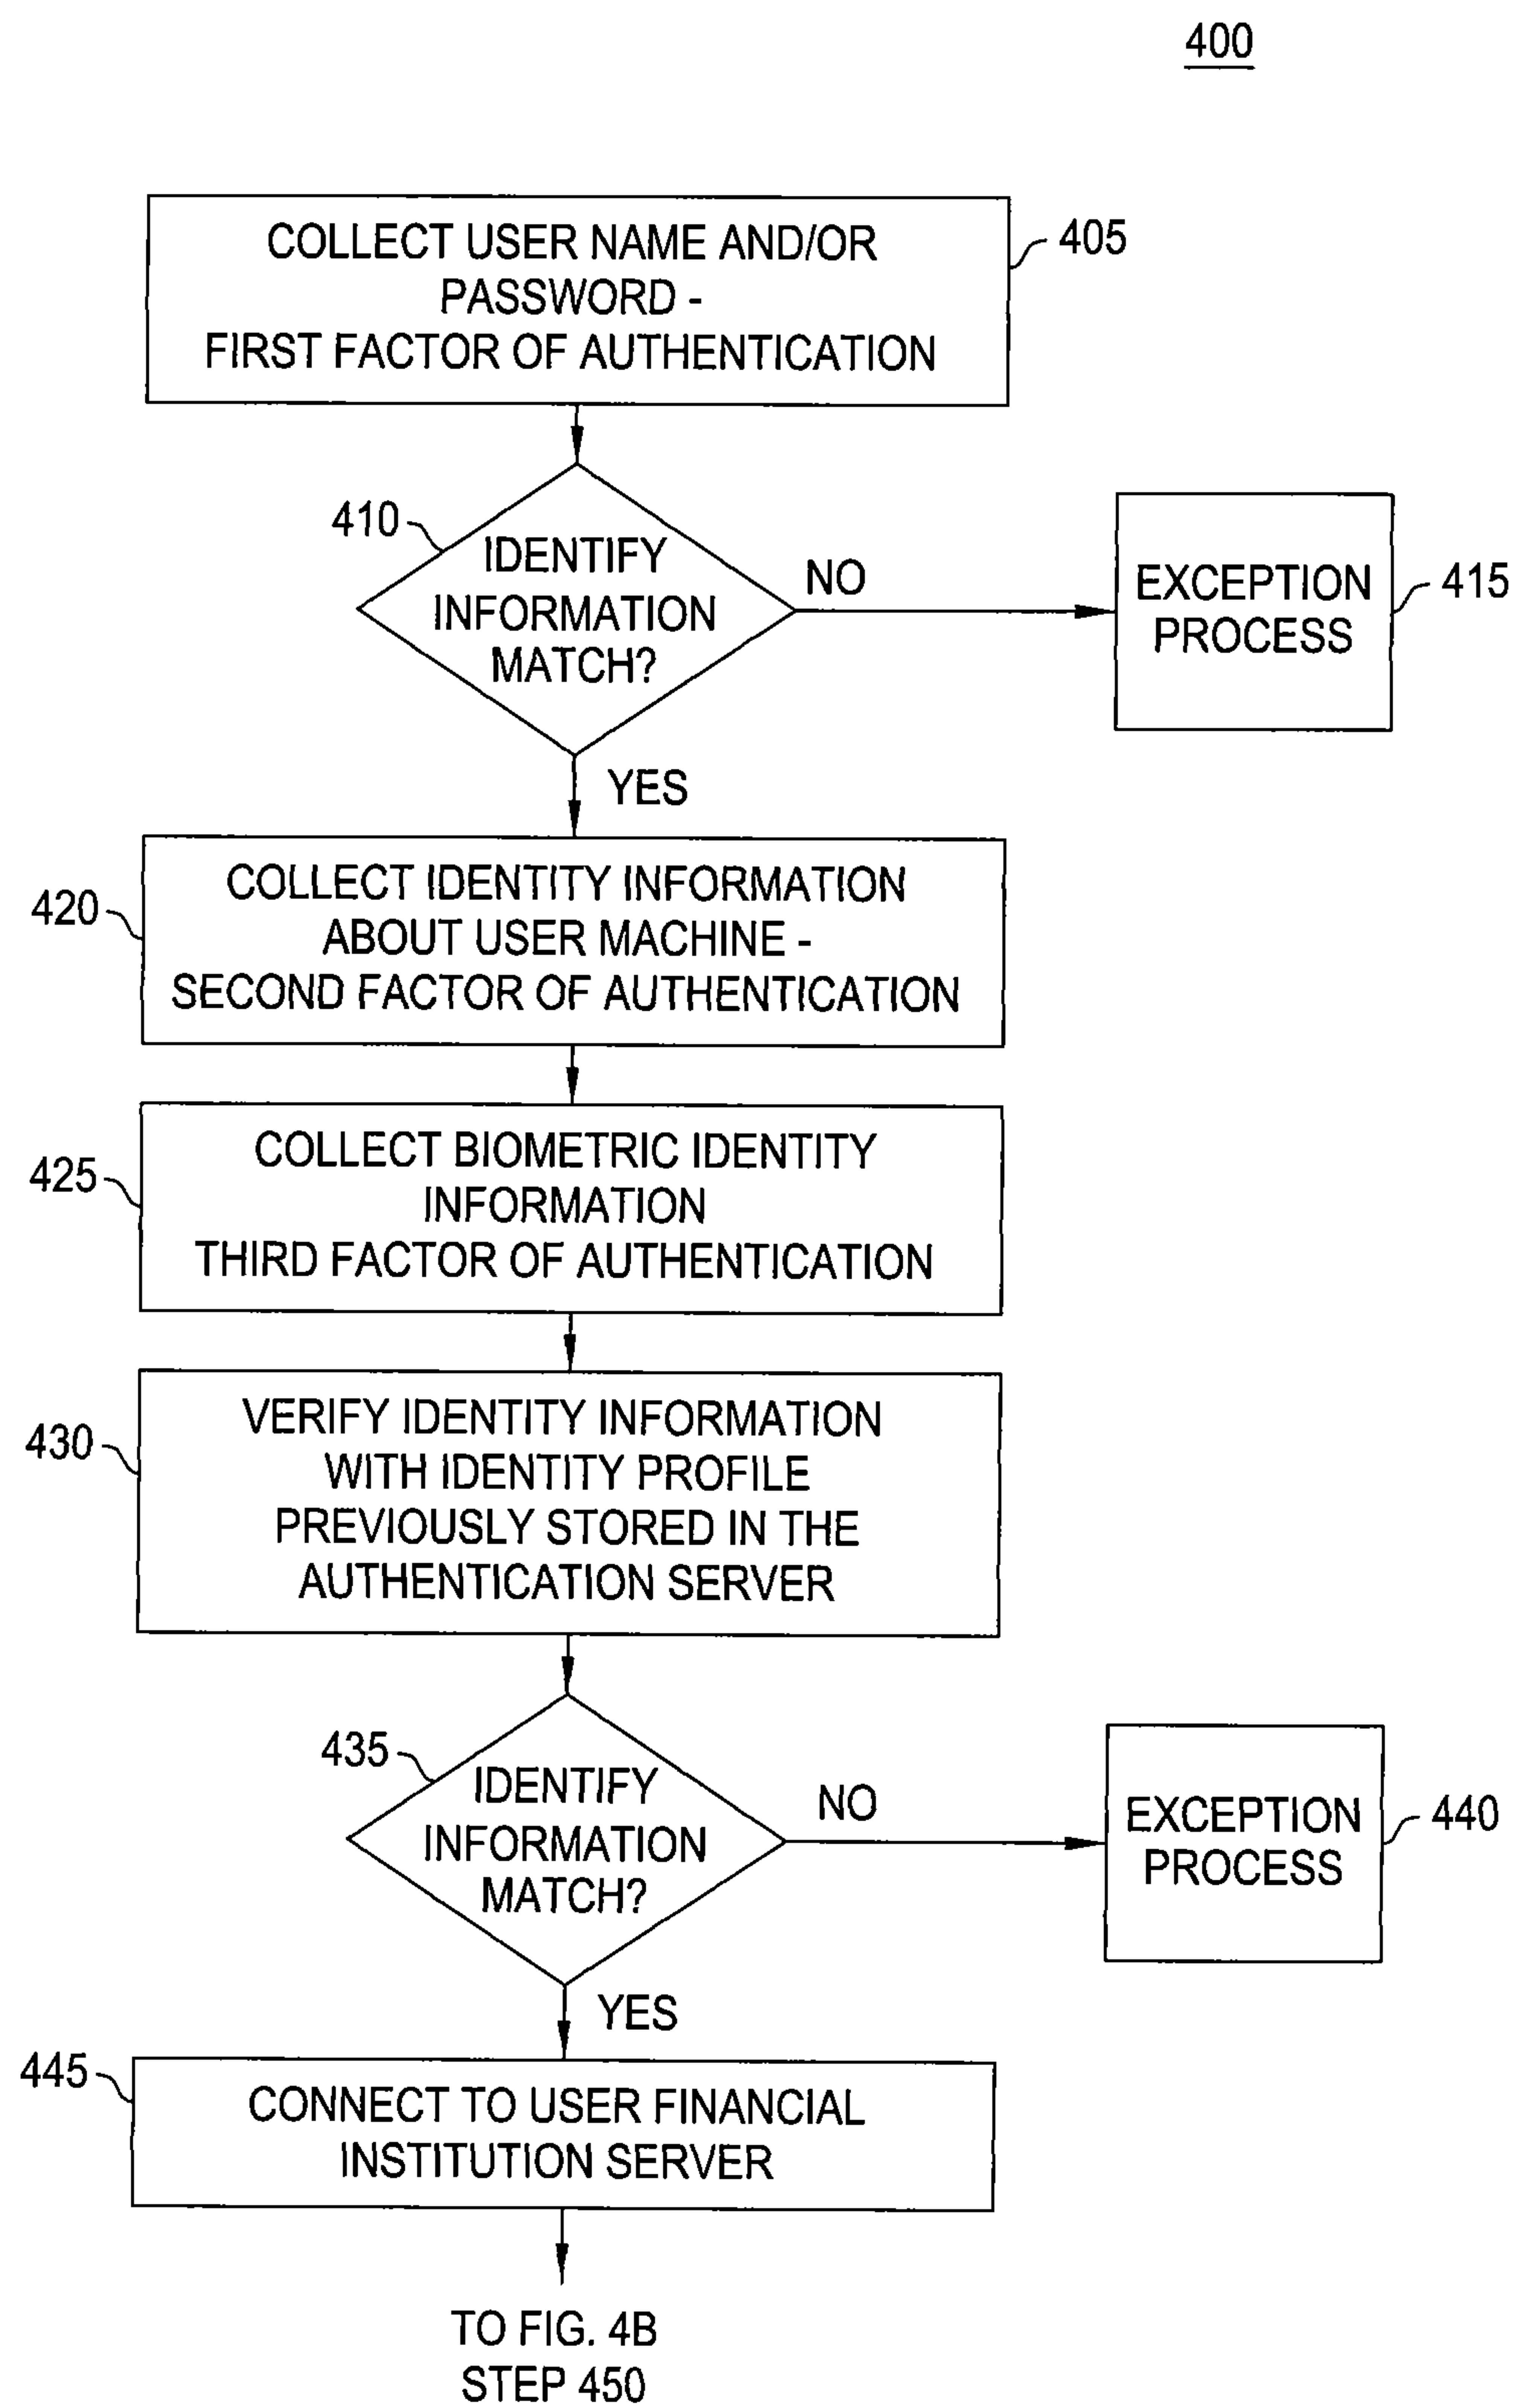 400
COLLECT USER NAME AND/OR
PASSWORD -
FIRST FACTOR OF AUTHENTICATION
405
410
IDENTIFY
INFORMATION
MATCH?
NO
EXCEPTION
PROCESS
415
YES
420
COLLECT IDENTITY INFORMATION
ABOUT USER MACHINE -
SECOND FACTOR OF AUTHENTICATION
425
COLLECT BIOMETRIC IDENTITY
INFORMATION
THIRD FACTOR OF AUTHENTICATION
430
VERIFY IDENTITY INFORMATION
WITH IDENTITY PROFILE
PREVIOUSLY STORED IN THE
AUTHENTICATION SERVER
435
IDENTIFY
INFORMATION
MATCH?
NO
EXCEPTION
PROCESS
440
YES
445
CONNECT TO USER FINANCIAL
INSTITUTION SERVER
TO FIG. 4B
STEP 450